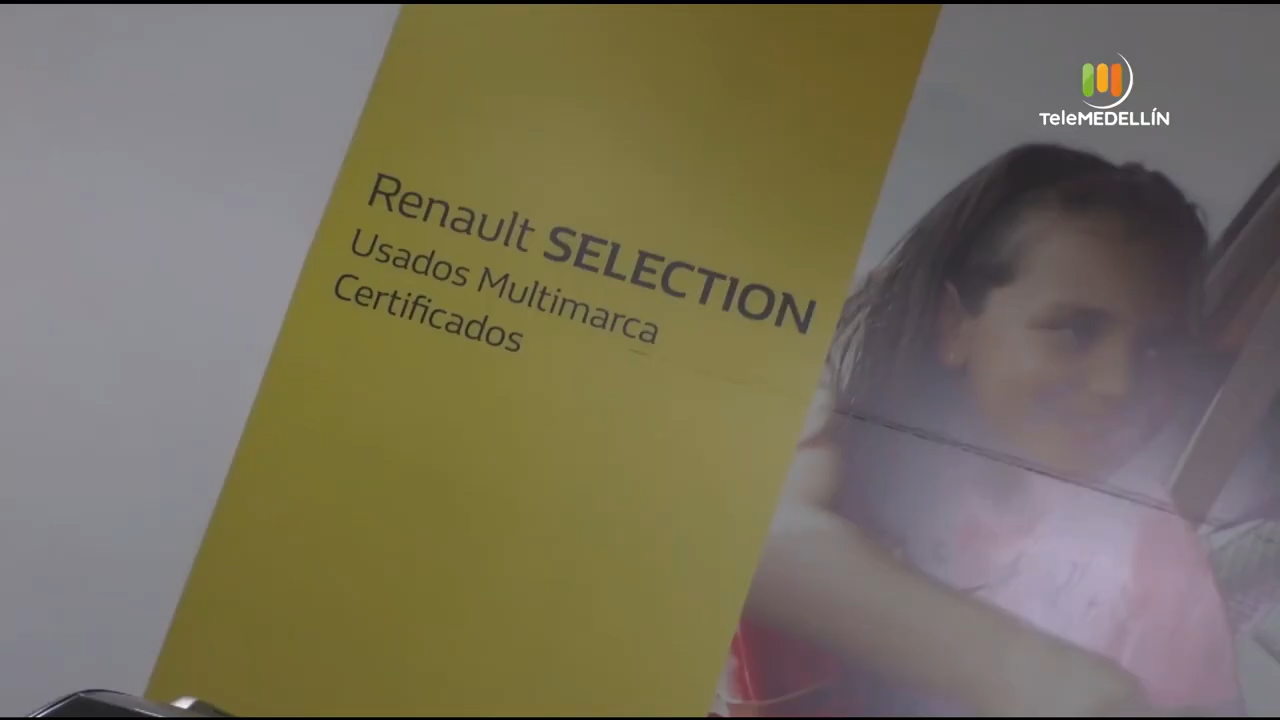 TeleMEDELLÍN
Renault SELECTION
Usados Multimarca
Certificados